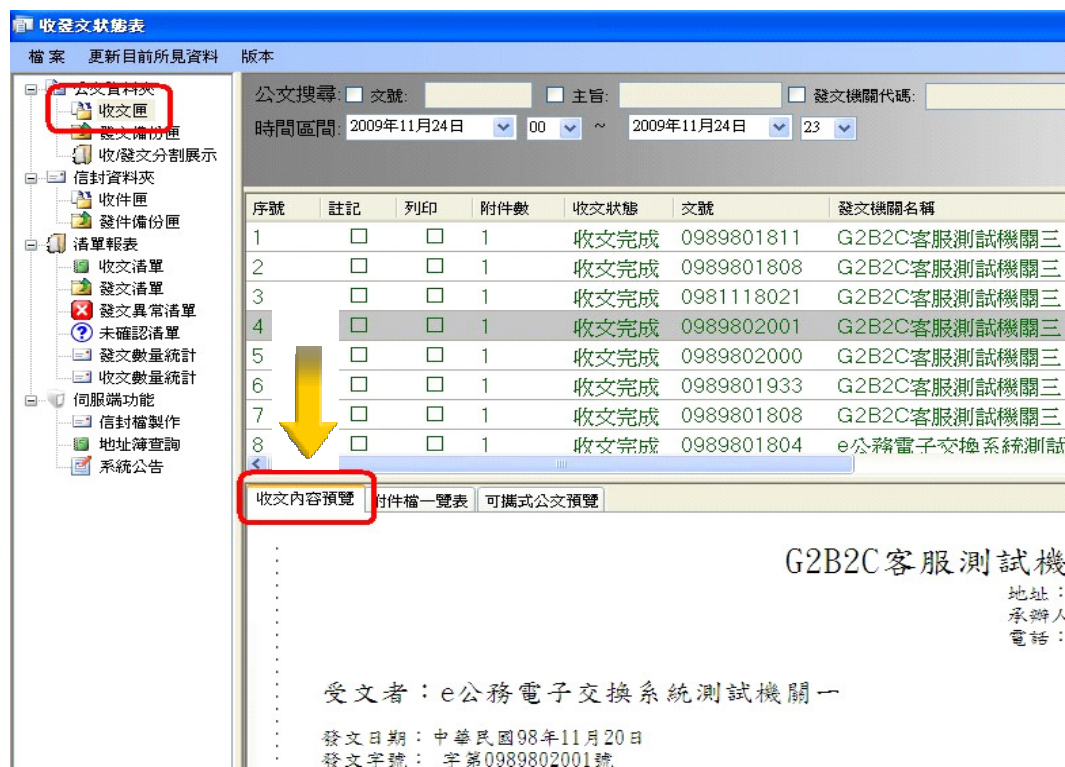 收發文狀態表
檔案 更新目前所見資料 版本
公文資料夾
收文匣
發文備份匣
收/發文分割展示
信封資料夾
收件匣
發件備份匣
清單報表
收文清單
發文清單
發文異常清單
未確認清單
發文數量統計
收文數量統計
伺服端功能
信封檔製作
地址簿查詢
系統公告
公文搜尋: 文號: 主旨: 發文機關代碼:
時間區間: 2009年11月24日 00 ~ 2009年11月24日 23
序號 註記 列印 附件數 收文狀態 文號 發文機關名稱
1 1 收文完成 0989801811 G2B2C客服測試機關三
2 1 收文完成 0989801808 G2B2C客服測試機關三
3 1 收文完成 0981118021 G2B2C客服測試機關三
4 1 收文完成 0989802001 G2B2C客服測試機關三
5 1 收文完成 0989802000 G2B2C客服測試機關三
6 1 收文完成 0989801933 G2B2C客服測試機關三
7 1 收文完成 0989801808 G2B2C客服測試機關三
8 1 收文完成 0989801804 e公務電子交換系統測試
收文內容預覽 附件檔一覽表 可攜式公文預覽
G2B2C客服測試機
地址：
承辦人
電話：
受文者：e公務電子交換系統測試機關一
發文日期：中華民國98年11月20日
發文字號： 字第0989802001號